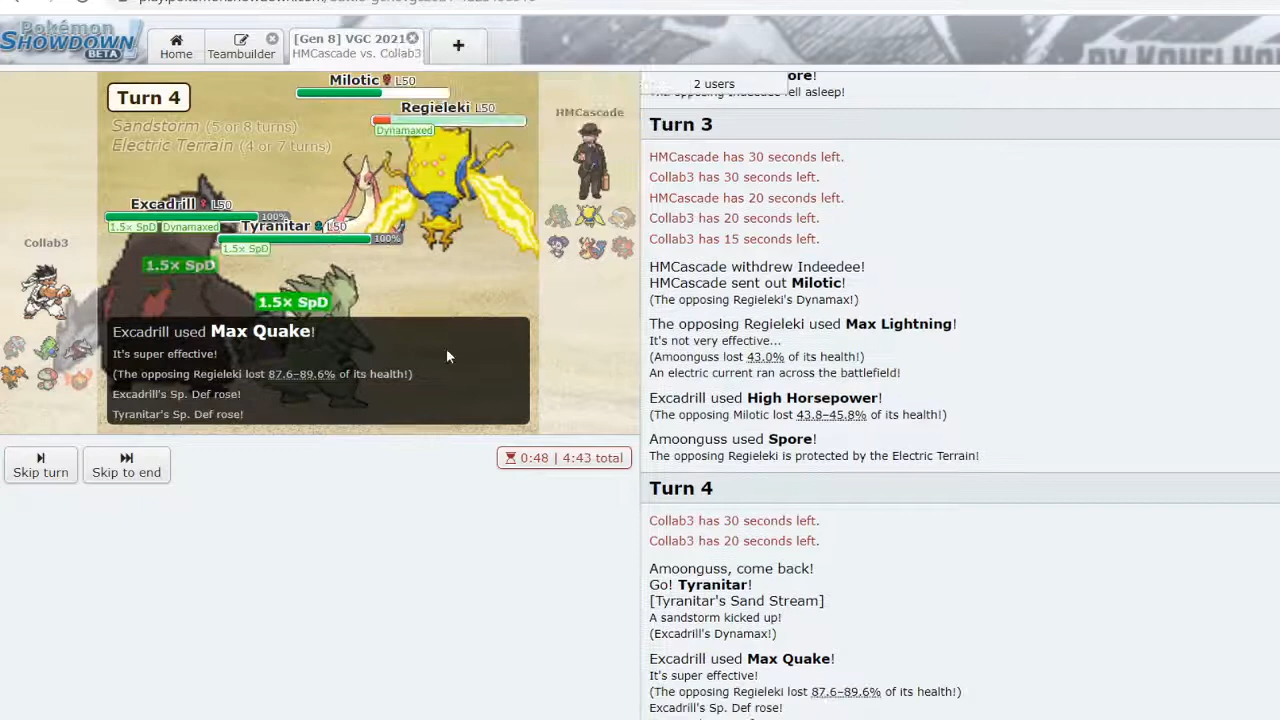 Pokémon
SHOWDOWN
BETA
Home
Teambuilder
[Gen 8] VGC 2021
HMCascade vs. Collab3
+
Turn 4
Sandstorm (5 or 8 turns)
Electric Terrain (4 or 7 turns)
Milotic L50
Regieleki L50
Dynamaxed
Excadrill L50
100%
1.5× SpD Dynamaxed
Tyranitar L50
100%
1.5× SpD
1.5× SpD
1.5× SpD
Collab3
HMCascade
Excadrill used Max Quake!
It's super effective!
(The opposing Regieleki lost 87.6–89.6% of its health!)
Excadrill's Sp. Def rose!
Tyranitar's Sp. Def rose!
Skip turn
Skip to end
0:48 | 4:43 total
2 users
ore!
ell asleep!
Turn 3
HMCascade has 30 seconds left.
Collab3 has 30 seconds left.
HMCascade has 20 seconds left.
Collab3 has 20 seconds left.
Collab3 has 15 seconds left.
HMCascade withdrew Indeedee!
HMCascade sent out Milotic!
(The opposing Regieleki's Dynamax!)
The opposing Regieleki used Max Lightning!
It's not very effective...
(Amoonguss lost 43.0% of its health!)
An electric current ran across the battlefield!
Excadrill used High Horsepower!
(The opposing Milotic lost 43.8–45.8% of its health!)
Amoonguss used Spore!
The opposing Regieleki is protected by the Electric Terrain!
Turn 4
Collab3 has 30 seconds left.
Collab3 has 20 seconds left.
Amoonguss, come back!
Go! Tyranitar!
[Tyranitar's Sand Stream]
A sandstorm kicked up!
(Excadrill's Dynamax!)
Excadrill used Max Quake!
It's super effective!
(The opposing Regieleki lost 87.6–89.6% of its health!)
Excadrill's Sp. Def rose!